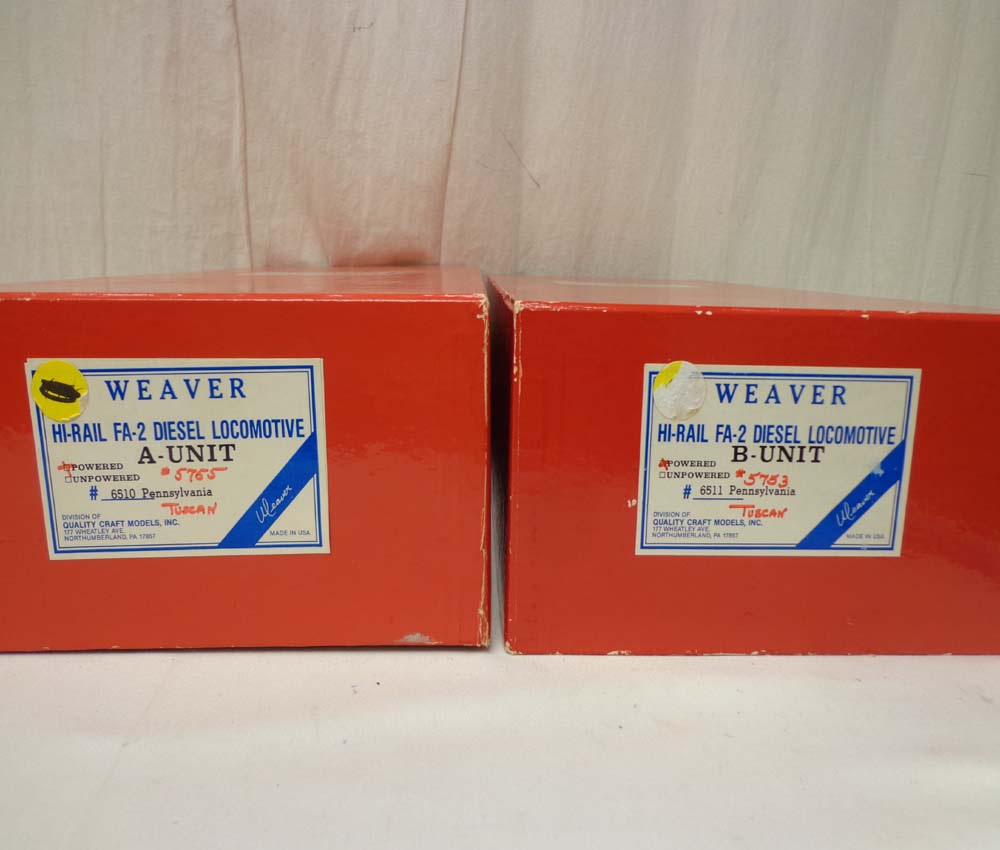 WEAVER
HI-RAIL FA-2 DIESEL LOCOMOTIVE
A-UNIT
POWERED
UNPOWERED
#5765
# 6510 Pennsylvania
TUSCAN
DIVISION OF
QUALITY CRAFT MODELS, INC.
177 WHEATLEY AVE.
NORTHUMBERLAND, PA 17857
Weaver
MADE IN USA
WEAVER
HI-RAIL FA-2 DIESEL LOCOMOTIVE
B-UNIT
POWERED
UNPOWERED
#5753
# 6511 Pennsylvania
TUSCAN
DIVISION OF
QUALITY CRAFT MODELS, INC.
177 WHEATLEY AVE.
NORTHUMBERLAND, PA 17857
Weaver
MADE IN USA